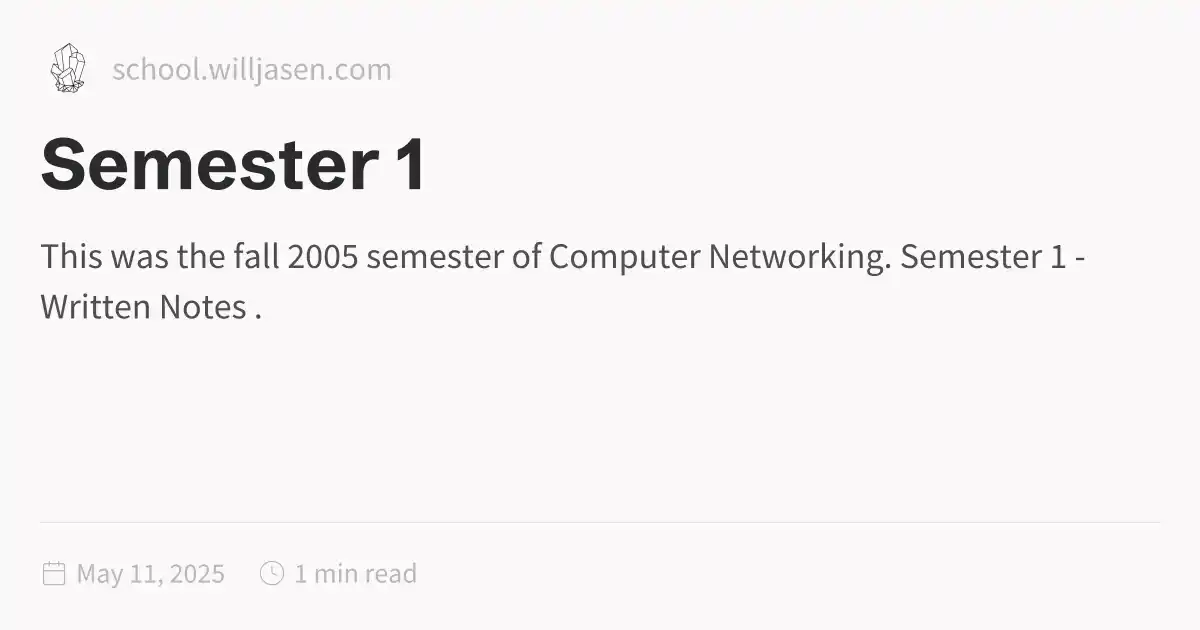 school.willjasen.com
Semester 1
This was the fall 2005 semester of Computer Networking. Semester 1 -
Written Notes .
May 11, 2025 1 min read